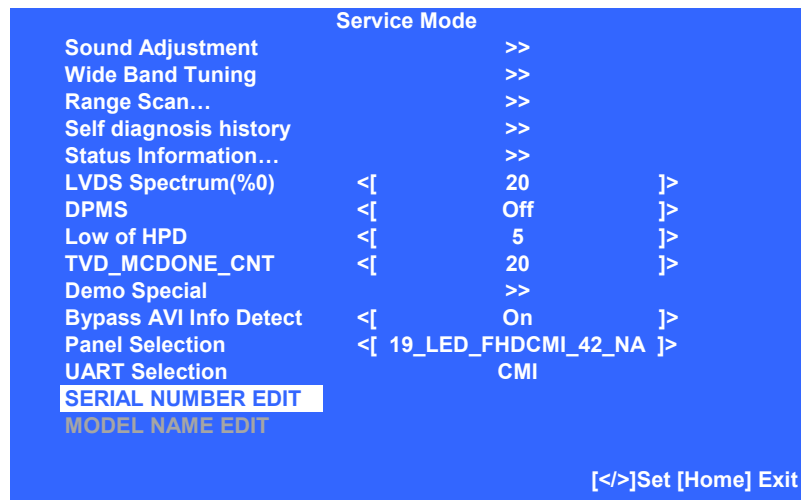 Service Mode
Sound Adjustment >>
Wide Band Tuning >>
Range Scan… >>
Self diagnosis history >>
Status Information… >>
LVDS Spectrum(%0) <[ 20 ]>
DPMS <[ Off ]>
Low of HPD <[ 5 ]>
TVD_MCDONE_CNT <[ 20 ]>
Demo Special >>
Bypass AVI Info Detect <[ On ]>
Panel Selection <[ 19_LED_FHDCMI_42_NA ]>
UART Selection CMI
SERIAL NUMBER EDIT
MODEL NAME EDIT
[</>]Set [Home] Exit